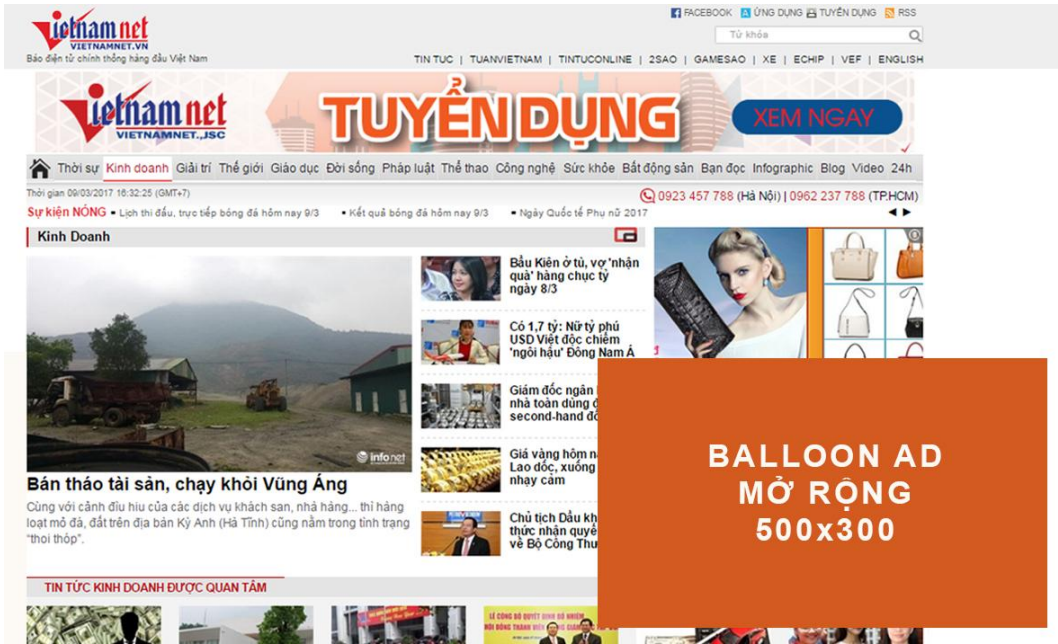 FACEBOOK ỨNG DỤNG TUYỂN DỤNG RSS
Vietnamnet
VIETNAMNET.VN
Từ khóa
Báo điện tử chính thống hàng đầu Việt Nam
TIN TUC | TUANVIETNAM | TINTUCONLINE | 2SAO | GAMESAO | XE | ECHIP | VEF | ENGLISH
Vietnamnet
VIETNAMNET.,JSC
TUYỂN DỤNG
XEM NGAY
Thời sự Kinh doanh Giải trí Thế giới Giáo dục Đời sống Pháp luật Thể thao Công nghệ Sức khỏe Bất động sản Bạn đọc Infographic Blog Video 24h
Thời gian 09/03/2017 16:32:25 (GMT+7)
0923 457 788 (Hà Nội) | 0962 237 788 (TP.HCM)
Sự kiện NÓNG ▪ Lịch thi đấu, trực tiếp bóng đá hôm nay 9/3 ▪ Kết quả bóng đá hôm nay 9/3 ▪ Ngày Quốc tế Phụ nữ 2017
Kinh Doanh
Bầu Kiên ở tù, vợ 'nhận
quà' hàng chục tỷ
ngày 8/3
Có 1,7 tỷ: Nữ tỷ phú
USD Việt độc chiếm
'ngôi hậu' Đông Nam Á
Giám đốc ngân
nhà toàn dùng
second-hand
Giá vàng hôm
Lao dốc, xuống
nhạy cảm
Chủ tịch Dầu
thức nhận
về Bộ Công
infonet
Bán tháo tài sản, chạy khỏi Vũng Áng
Cùng với cảnh đìu hiu của các dịch vụ khách sạn, nhà hàng... thì hàng
loạt mỏ đá, đất trên địa bàn Kỳ Anh (Hà Tĩnh) cũng nằm trong tình trạng
"thoi thóp".
BALLOON AD
MỞ RỘNG
500x300
TIN TỨC KINH DOANH ĐƯỢC QUAN TÂM
LỄ CÔNG BỐ QUYẾT ĐỊNH BỔ NHIỆM